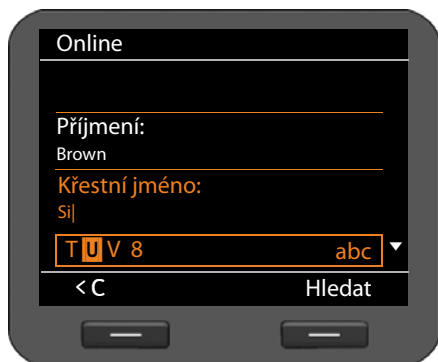 Online
Příjmení:
Brown
Křestní jméno:
Si|
T U V 8 abc
< C Hledat